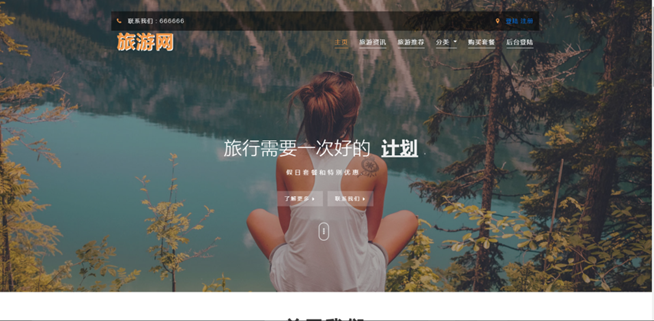 联系我们：666666
登陆 注册
旅游网
主页 旅游资讯 旅游推荐 分类 购买套餐 后台登陆
旅行需要一次好的 计划
假日套餐和特别优惠
了解更多
联系我们